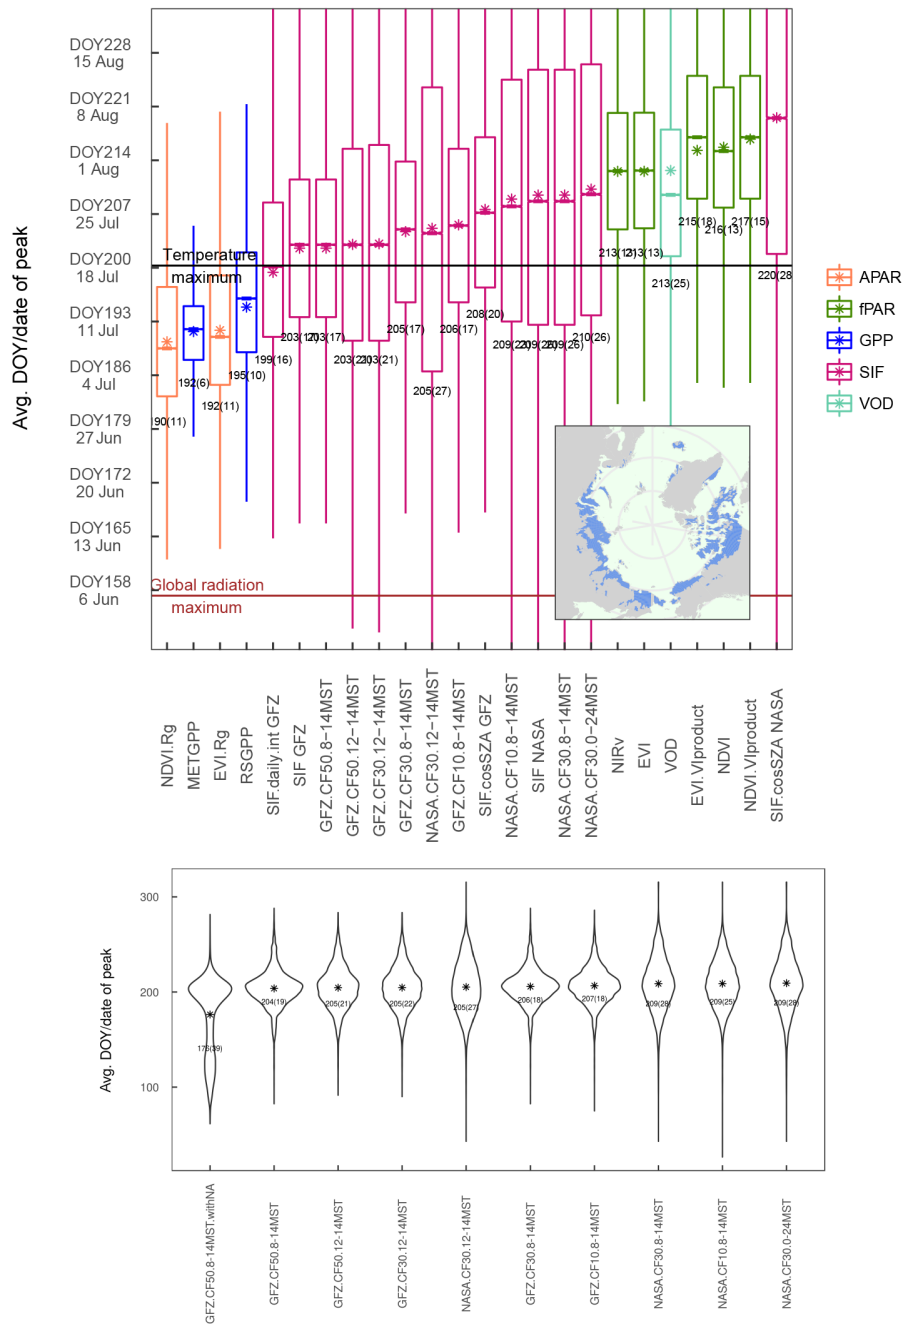 Avg. DOY/date of peak
DOY228
15 Aug
DOY221
8 Aug
DOY214
1 Aug
DOY207
25 Jul
DOY200
18 Jul
DOY193
11 Jul
DOY186
4 Jul
DOY179
27 Jun
DOY172
20 Jun
DOY165
13 Jun
DOY158
6 Jun
Temperature
maximum
Global radiation
maximum
190(11)
192(6)
192(11)
195(10)
199(16)
203(17)
203(17)
203(21)
205(17)
205(27)
206(17)
208(20)
210(26)
213(13)
213(25)
215(18)
216(13)
217(15)
220(28
APAR
fPAR
GPP
SIF
VOD
NDVI.Rg
METGPP
EVI.Rg
RSGPP
SIF.daily.int GFZ
SIF GFZ
GFZ.CF50.8−14MST
GFZ.CF50.12−14MST
GFZ.CF30.12−14MST
GFZ.CF30.8−14MST
NASA.CF30.12−14MST
GFZ.CF10.8−14MST
SIF.cosSZA GFZ
NASA.CF10.8−14MST
SIF NASA
NASA.CF30.8−14MST
NASA.CF30.0−24MST
NIRv
EVI
VOD
EVI.VIproduct
NDVI
NDVI.VIproduct
SIF.cosSZA NASA
Avg. DOY/date of peak
300
200
100
204(19)
205(21)
205(22)
205(27)
206(18)
207(18)
209(28)
209(25)
209(28)
GFZ.CF50.8-14MST.withNA
GFZ.CF50.8-14MST
GFZ.CF50.12-14MST
GFZ.CF30.12-14MST
NASA.CF30.12-14MST
GFZ.CF30.8-14MST
GFZ.CF10.8-14MST
NASA.CF30.8-14MST
NASA.CF10.8-14MST
NASA.CF30.0-24MST